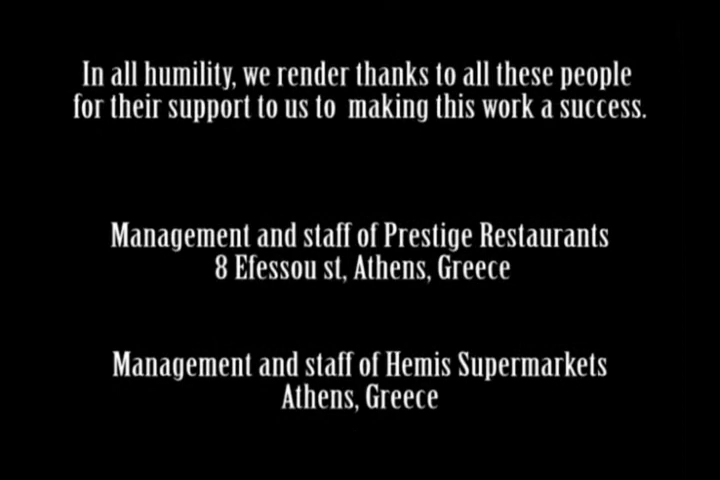 In all humility, we render thanks to all these people
for their support to us to making this work a success.
Management and staff of Prestige Restaurants
8 Efessou st, Athens, Greece
Management and staff of Hemis Supermarkets
Athens, Greece